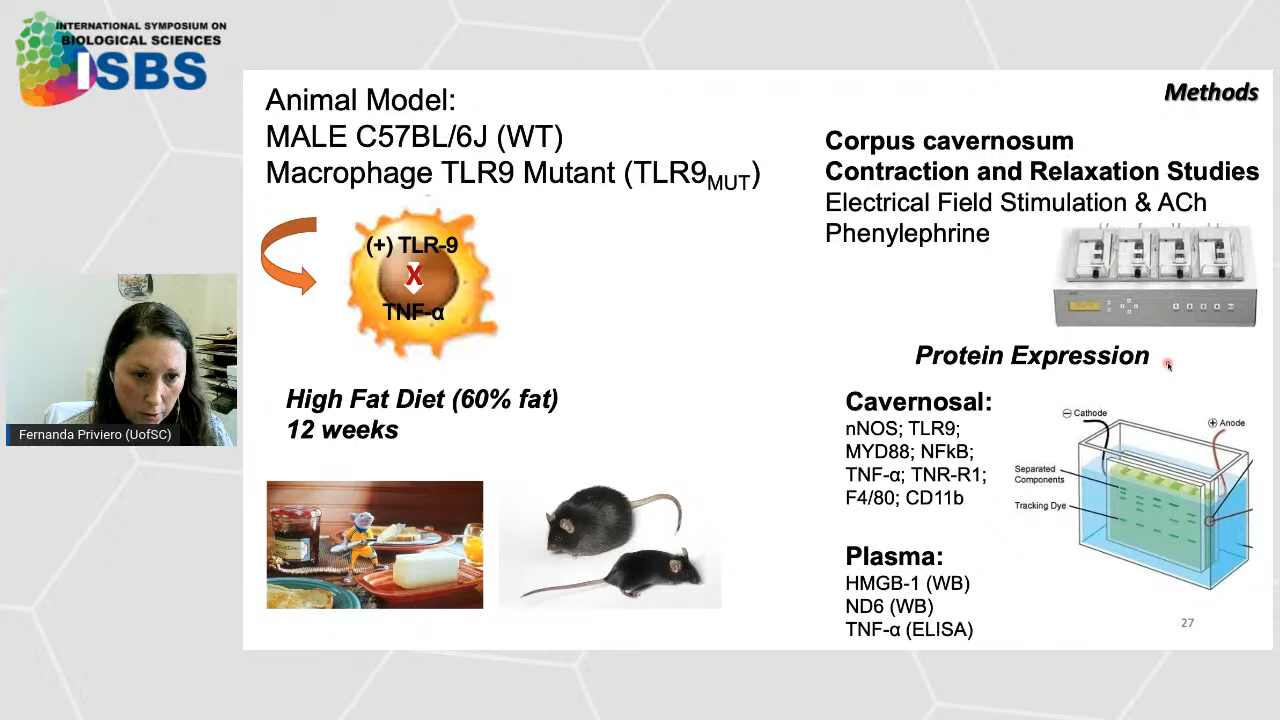 INTERNATIONAL SYMPOSIUM ON
BIOLOGICAL SCIENCES
ISBS
Methods
Animal Model:
MALE C57BL/6J (WT)
Macrophage TLR9 Mutant (TLR9MUT)
(+) TLR-9
X
TNF-α
High Fat Diet (60% fat)
12 weeks
Corpus cavernosum
Contraction and Relaxation Studies
Electrical Field Stimulation & ACh
Phenylephrine
Protein Expression
Cavernosal:
nNOS; TLR9;
MYD88; NFkB;
TNF-α; TNR-R1;
F4/80; CD11b
Plasma:
HMGB-1 (WB)
ND6 (WB)
TNF-α (ELISA)
Cathode
Anode
Separated
Components
Tracking Dye
27
Fernanda Priviero (UofSC)